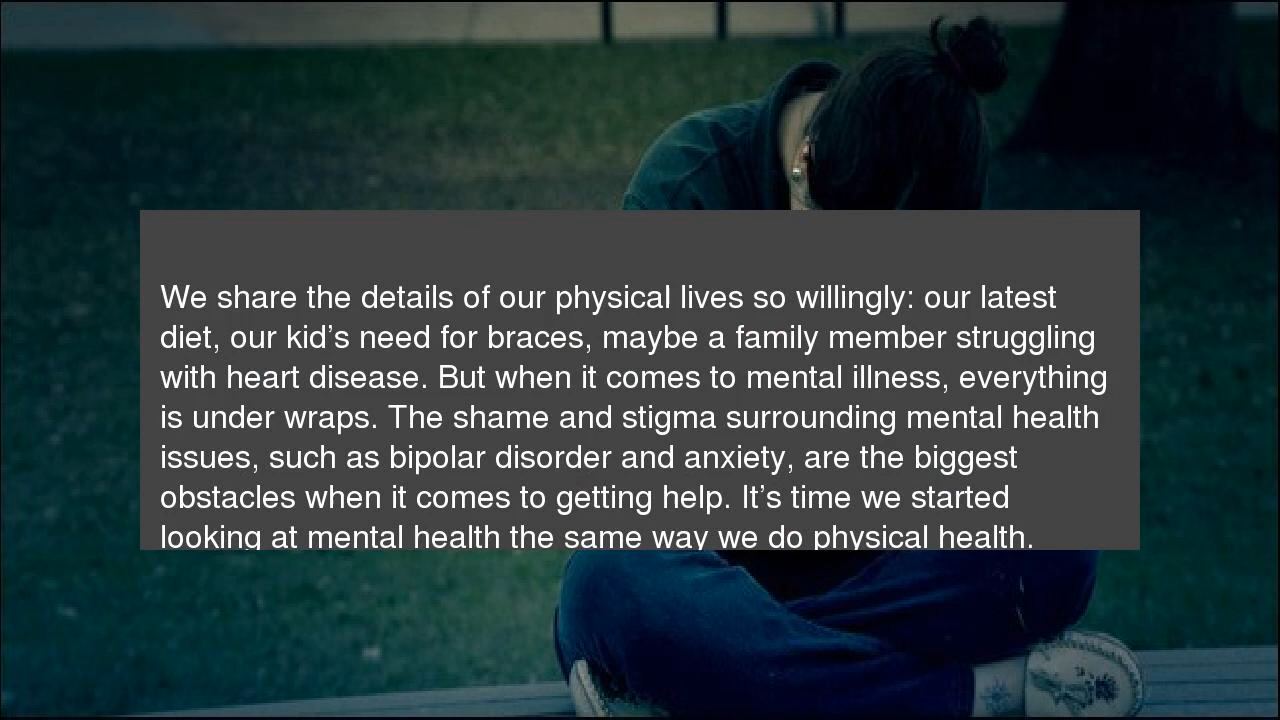 We share the details of our physical lives so willingly: our latest
diet, our kid’s need for braces, maybe a family member struggling
with heart disease. But when it comes to mental illness, everything
is under wraps. The shame and stigma surrounding mental health
issues, such as bipolar disorder and anxiety, are the biggest
obstacles when it comes to getting help. It’s time we started
looking at mental health the same way we do physical health.